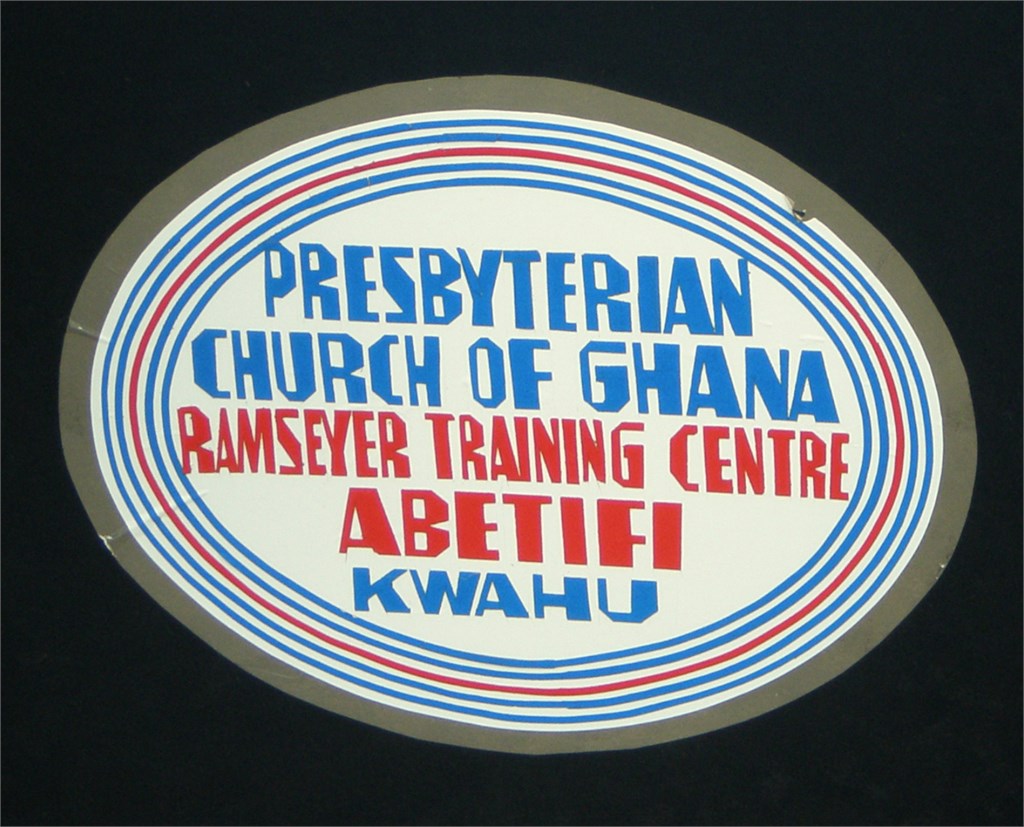 PRESBYTERIAN
CHURCH OF GHANA
RAMSEYER TRAINING CENTRE
ABETIFI
KWAHU